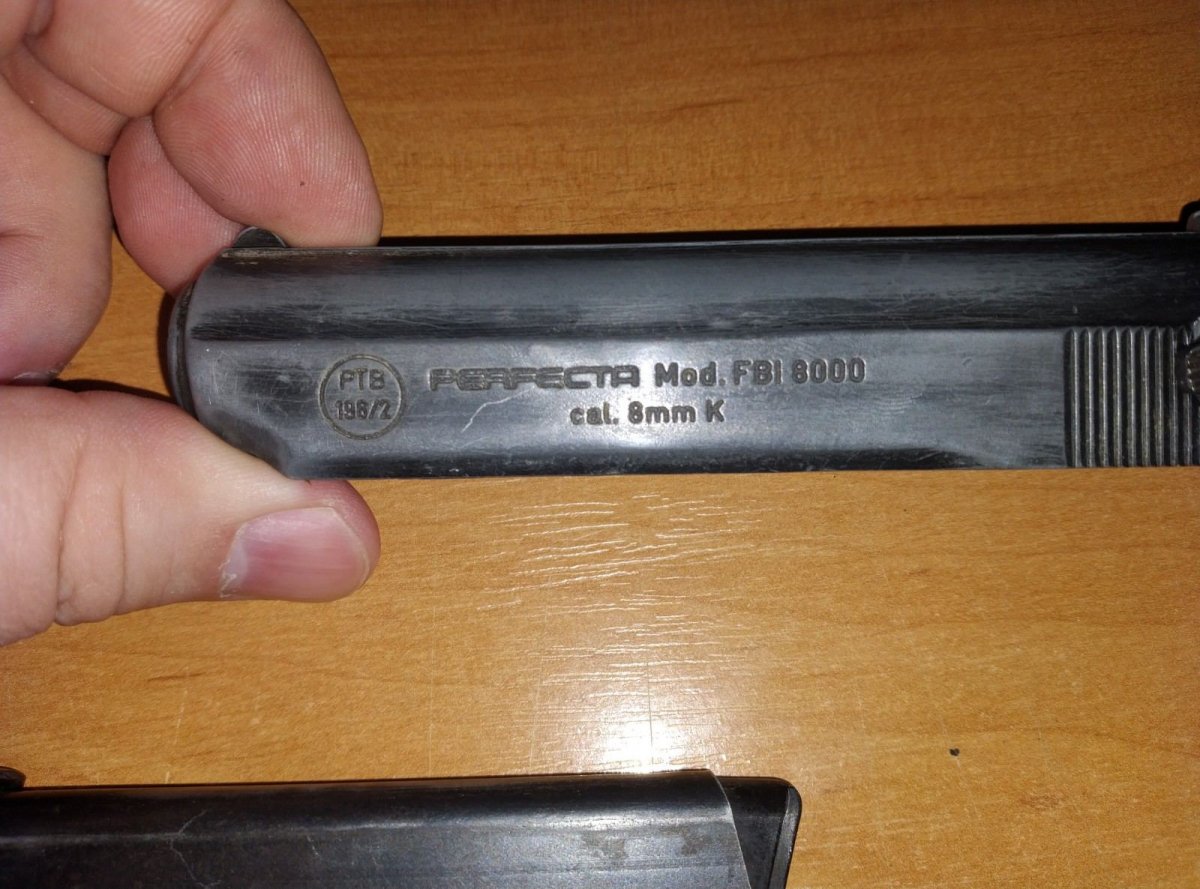 PTB
196/2
PERFECTA Mod. FBI 8000
cal. 8mm K